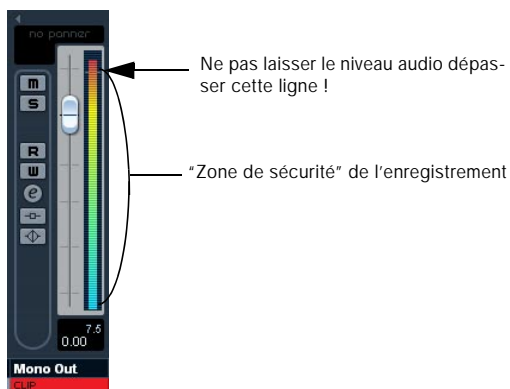 no panner
Ne pas laisser le niveau audio dépas-
ser cette ligne !
m
S
"Zone de sécurité" de l'enregistrement
R
W
e
7.5
0.00
Mono Out
CLIP